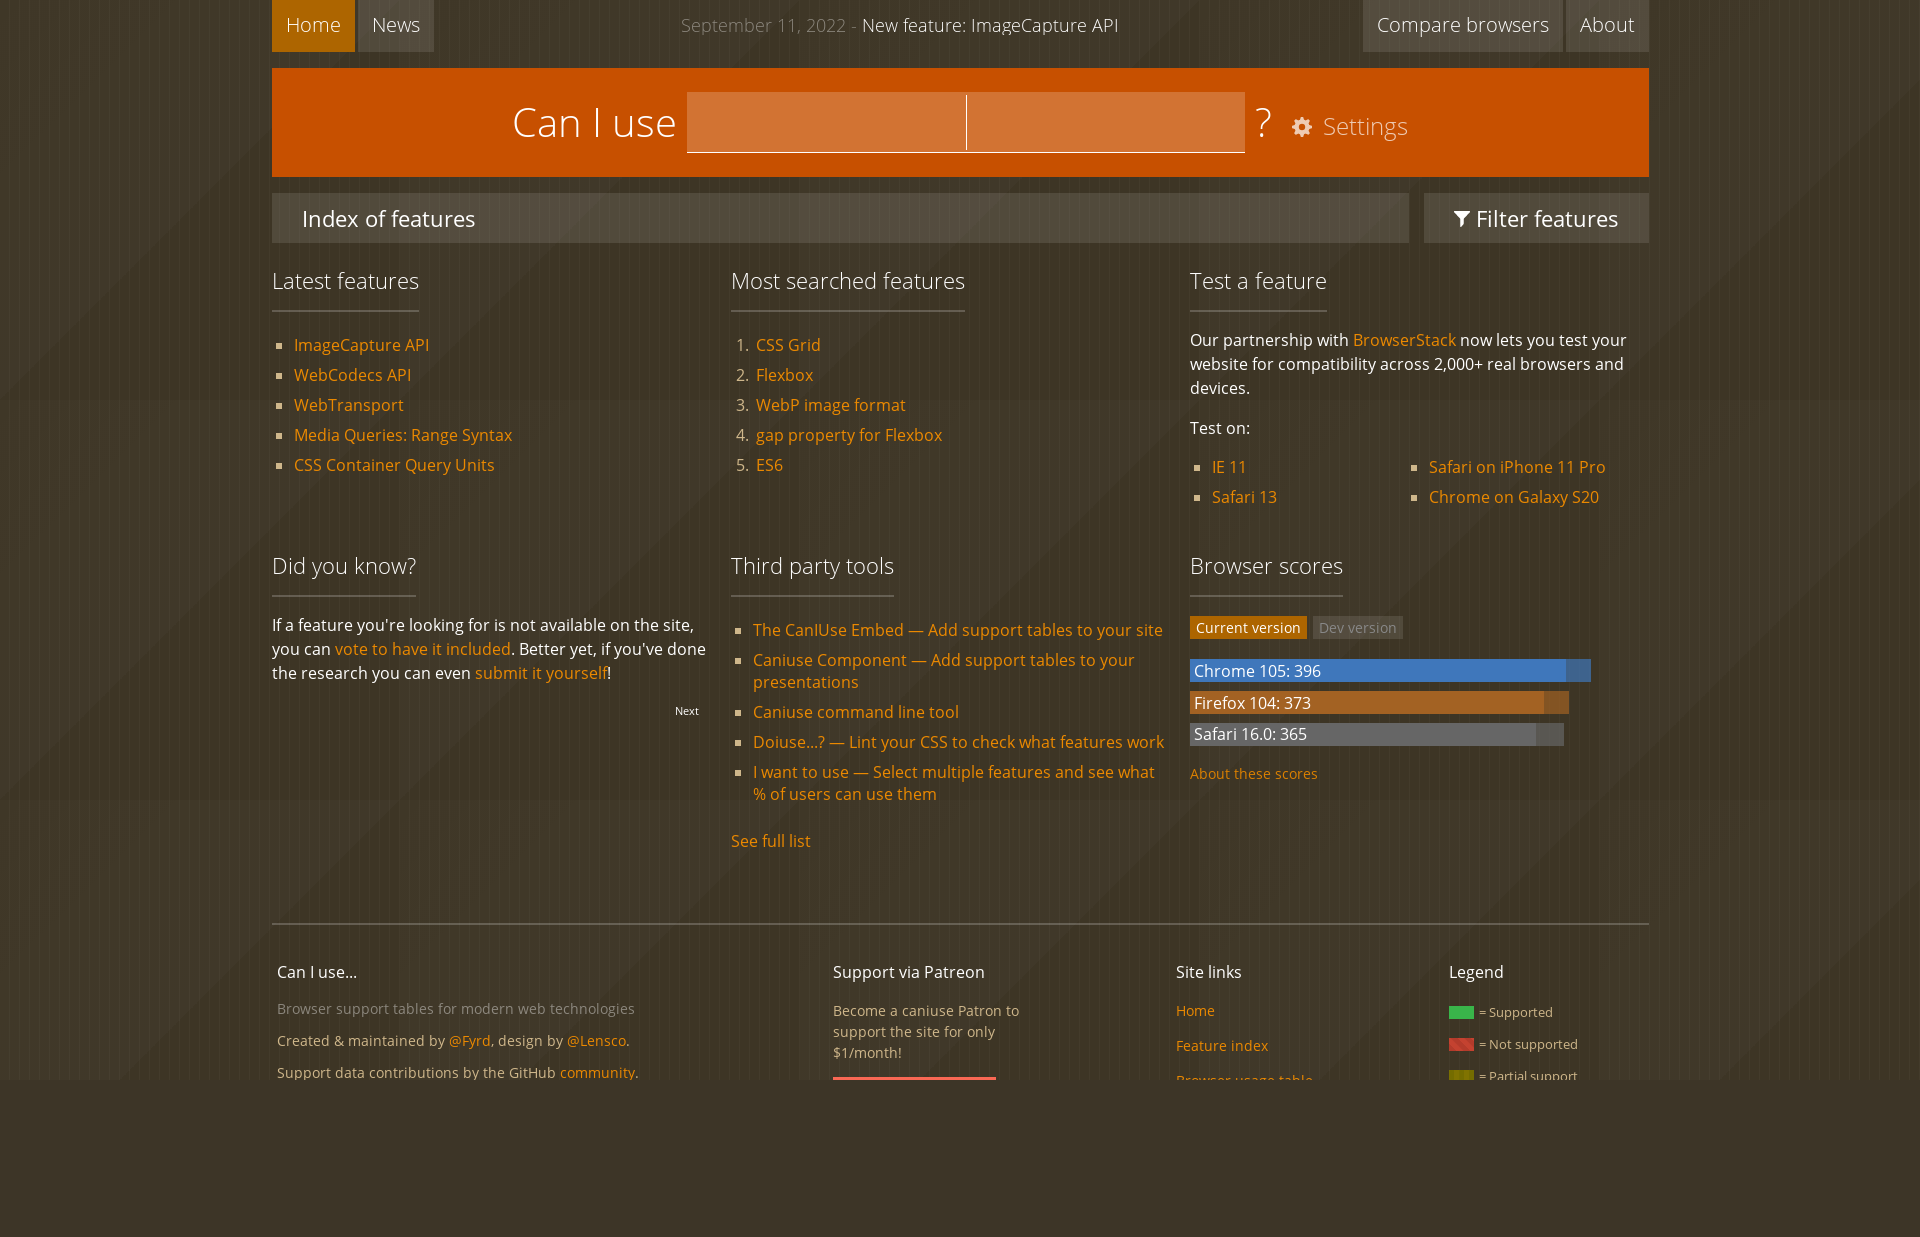 Home
News
September 11, 2022 - New feature: ImageCapture API
Compare browsers
About
Can I use
?
Settings
Index of features
Filter features
Latest features
ImageCapture API
WebCodecs API
WebTransport
Media Queries: Range Syntax
CSS Container Query Units
Most searched features
1. CSS Grid
2. Flexbox
3. WebP image format
4. gap property for Flexbox
5. ES6
Test a feature
Our partnership with BrowserStack now lets you test your
website for compatibility across 2,000+ real browsers and
devices.
Test on:
IE 11
Safari 13
Safari on iPhone 11 Pro
Chrome on Galaxy S20
Did you know?
If a feature you're looking for is not available on the site,
you can vote to have it included. Better yet, if you've done
the research you can even submit it yourself!
Next
Third party tools
The CanIUse Embed — Add support tables to your site
Caniuse Component — Add support tables to your
presentations
Caniuse command line tool
Doiuse...? — Lint your CSS to check what features work
I want to use — Select multiple features and see what
% of users can use them
See full list
Browser scores
Current version
Dev version
Chrome 105: 396
Firefox 104: 373
Safari 16.0: 365
About these scores
Can I use...
Browser support tables for modern web technologies
Created & maintained by @Fyrd, design by @Lensco.
Support data contributions by the GitHub community.
Support via Patreon
Become a caniuse Patron to
support the site for only
$1/month!
Site links
Home
Feature index
Browser usage table
Legend
= Supported
= Not supported
= Partial support